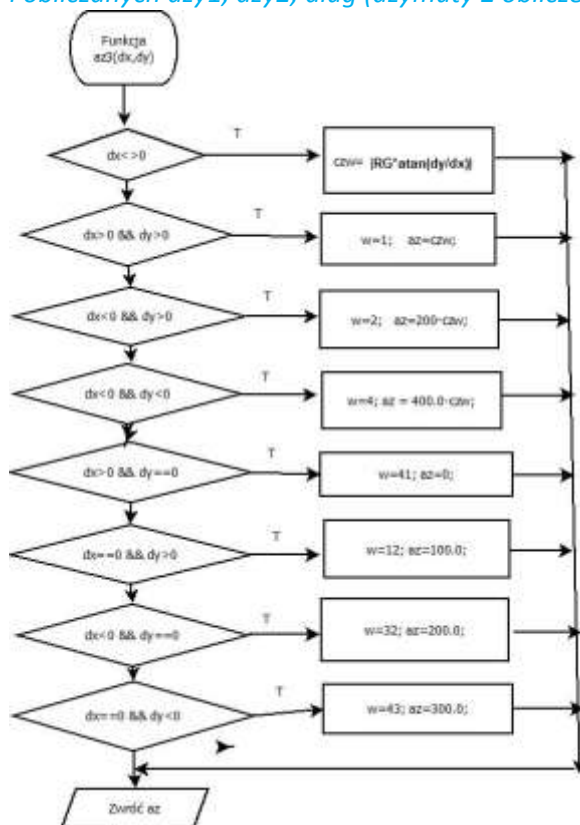 obliczanych azyz, azyz, dług (azymuty z oblicze
Funkcja
az3(dx,dy)
dx<>0
T
czw= |RG*atan(dy/dx)|
dx>0 && dy>0
T
w=1; az=czw;
dx<0 && dy>0
T
w=2; az=200-czw;
dx<0 && dy<0
T
w=4; az = 400.0-czw;
dx>0 && dy==0
T
w=41; az=0;
dx==0 && dy>0
T
w=12; az=100.0;
dx<0 && dy==0
T
w=32; az=200.0;
dx==0 && dy<0
T
w=43; az=300.0;
Zwróć az